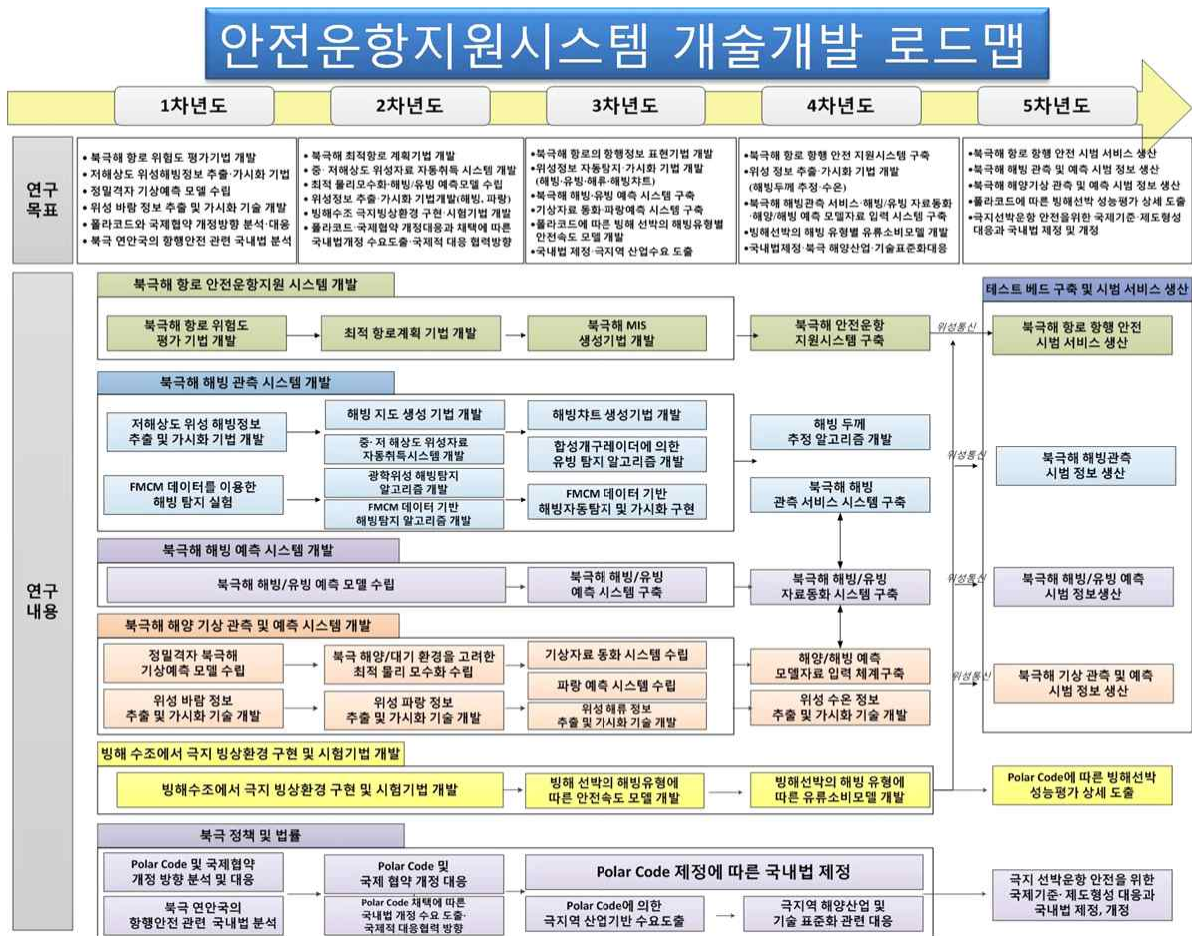 안전운항지원시스템 개술개발 로드맵
1차년도
2차년도
3차년도
4차년도
5차년도
연구
목표
• 북극해 항로 위험도 평가기법 개발
• 저해상도 위성해빙정보 추출·가시화 기법
• 정밀격자 기상예측 모델 수립
• 위성 바람 정보 추출 및 가시화 기술 개발
• 폴라코드와 국제협약 개정방향 분석·대응
• 북극 연안국의 항행안전 관련 국내법 분석
• 북극해 최적항로 계획기법 개발
• 중·저해상도 위성자료 자동취득 시스템 개발
• 최적 물리모수화·해빙/유빙 예측모델 수립
• 위성정보 추출·가시화 기법개발(해빙, 파랑)
• 빙해수조 극지빙상환경 구현·시험기법 개발
• 폴라코드·국제협약 개정대응과 채택에 따른
국내법개정 수요도출·국제적 대응 협력방향
• 북극해 항로의 항행정보 표현기법 개발
• 위성정보 자동탐지·가시화 기법 개발
(해빙·유빙·해류·해빙챠트)
• 북극해 해빙·유빙 예측 시스템 구축
• 기상자료 동화·파랑예측 시스템 구축
• 폴라코드에 따른 빙해 선박의 해빙유형별
안전속도 모델 개발
• 국내법 제정·극지역 산업수요 도출
• 북극해 항로 항행 안전 지원시스템 구축
• 위성 정보 추출·가시화 기법 개발
(해빙두께 추정·수온)
• 북극해 해빙관측 서비스·해빙/유빙 자료동화
·해양/해빙 예측 모델자료 입력 시스템 구축
• 빙해선박의 해빙 유형별 유류소비모델 개발
• 국내법제정·북극 해양산업·기술표준화대응
• 북극해 항로 항행 안전 시범 서비스 생산
• 북극해 해빙 관측 및 예측 시범 정보 생산
• 북극해 해양기상 관측 및 예측 시범 정보 생산
• 폴라코드에 따른 빙해선박 성능평가 상세 도출
• 극지선박운항 안전을위한 국제기준·제도형성
대응과 국내법 제정 및 개정
연구
내용
북극해 항로 안전운항지원 시스템 개발
북극해 항로 위험도
평가 기법 개발
최적 항로계획 기법 개발
북극해 MIS
생성기법 개발
북극해 안전운항
지원시스템 구축
위성통신
테스트 베드 구축 및 시범 서비스 생산
북극해 항로 항행 안전
시범 서비스 생산
북극해 해빙 관측 시스템 개발
저해상도 위성 해빙정보
추출 및 가시화 기법 개발
FMCM 데이터를 이용한
해빙 탐지 실험
해빙 지도 생성 기법 개발
중·저 해상도 위성자료
자동취득시스템 개발
광학위성 해빙탐지
알고리즘 개발
FMCM 데이터 기반
해빙탐지 알고리즘 개발
해빙챠트 생성기법 개발
합성개구레이더에 의한
유빙 탐지 알고리즘 개발
FMCM 데이터 기반
해빙자동탐지 및 가시화 구현
해빙 두께
추정 알고리즘 개발
북극해 해빙
관측 서비스 시스템 구축
위성통신
북극해 해빙관측
시범 정보 생산
북극해 해빙 예측 시스템 개발
북극해 해빙/유빙 예측 모델 수립
북극해 해빙/유빙
예측 시스템 구축
북극해 해빙/유빙
자료동화 시스템 구축
위성통신
북극해 해빙/유빙 예측
시범 정보생산
북극해 해양 기상 관측 및 예측 시스템 개발
정밀격자 북극해
기상예측 모델 수립
위성 바람 정보
추출 및 가시화 기술 개발
북극 해양/대기 환경을 고려한
최적 물리 모수화 수립
위성 파랑 정보
추출 및 가시화 기술 개발
기상자료 동화 시스템 수립
파랑 예측 시스템 수립
위성 해류 정보
추출 및 가시화 기술 개발
해양/해빙 예측
모델자료 입력 체계구축
위성 수온 정보
추출 및 가시화 기술 개발
위성통신
북극해 기상 관측 및 예측
시범 정보 생산
빙해 수조에서 극지 빙상환경 구현 및 시험기법 개발
빙해수조에서 극지 빙상환경 구현 및 시험기법 개발
빙해 선박의 해빙유형에
따른 안전속도 모델 개발
빙해선박의 해빙 유형에
따른 유류소비모델 개발
Polar Code에 따른 빙해선박
성능평가 상세 도출
북극 정책 및 법률
Polar Code 및 국제협약
개정 방향 분석 및 대응
북극 연안국의
항행안전 관련 국내법 분석
Polar Code 및
국제 협약 개정 대응
Polar Code 채택에 따른
국내법 개정 수요 도출·
국제적 대응협력 방향
Polar Code 제정에 따른 국내법 제정
Polar Code에 의한
극지역 산업기반 수요도출
극지역 해양산업 및
기술 표준화 관련 대응
극지 선박운항 안전을 위한
국제기준·제도형성 대응과
국내법 제정, 개정